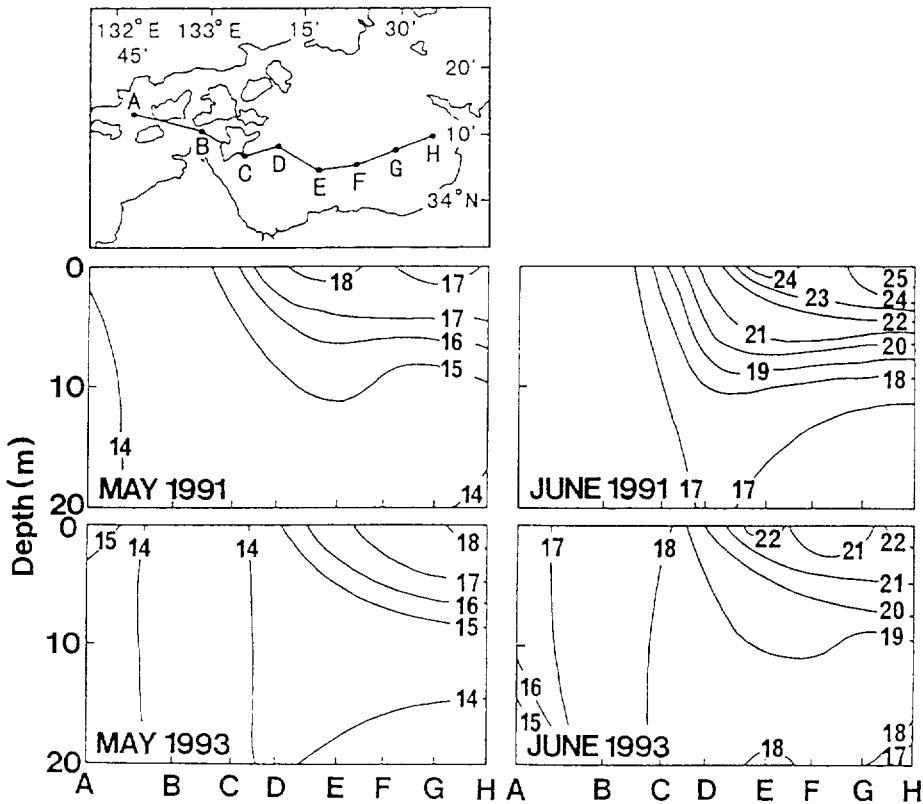 132° E 133° E 15' 30'
45'
20'
A
10'
B C D E F G H
34° N
0 18 17
17
16
15
10
14
14
20 MAY 1991
24 25
24
23
22
21
20
19
18
17 17
JUNE 1991
Depth (m)
0 15 14 14 18
17
16
15
10
14
20 MAY 1993
A B C D E F G H
17 18 22 21 22
21
20
19
16
15
18
18
17
JUNE 1993
A B C D E F G H